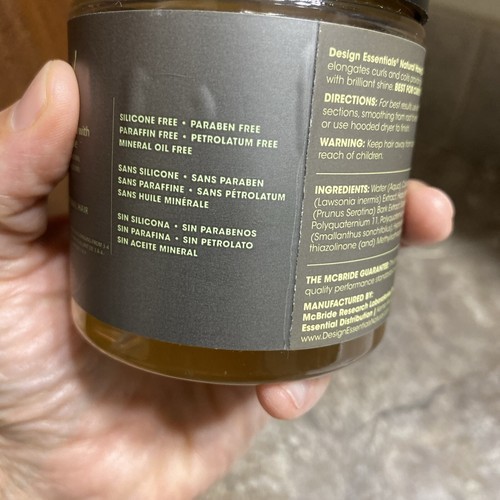 with
HAIR
SILICONE FREE • PARABEN FREE
PARAFFIN FREE • PETROLATUM FREE
MINERAL OIL FREE
SANS SILICONE • SANS PARABEN
SANS PARAFFINE • SANS PÉTROLATUM
SANS HUILE MINÉRALE
SIN SILICONA • SIN PARABENOS
SIN PARAFINA • SIN PETROLATO
SIN ACEITE MINERAL
Design Essentials® Natural
elongates curls and coils
with brilliant shine. BEST FOR
DIRECTIONS: For best results
sections, smoothing from
or use hooded dryer to finish.
WARNING: Keep hair away
reach of children.
INGREDIENTS: Water (Aqua),
(Lawsonia inermis) Extract,
(Prunus Serotina) Bark
Polyquaternium 11,
(Smallanthus sonchifolius)
thiazolinone (and)
THE MCBRIDE GUARANTEE:
quality performance
MANUFACTURED BY:
McBride Research
Essential Distribution |
www.DesignEssentials